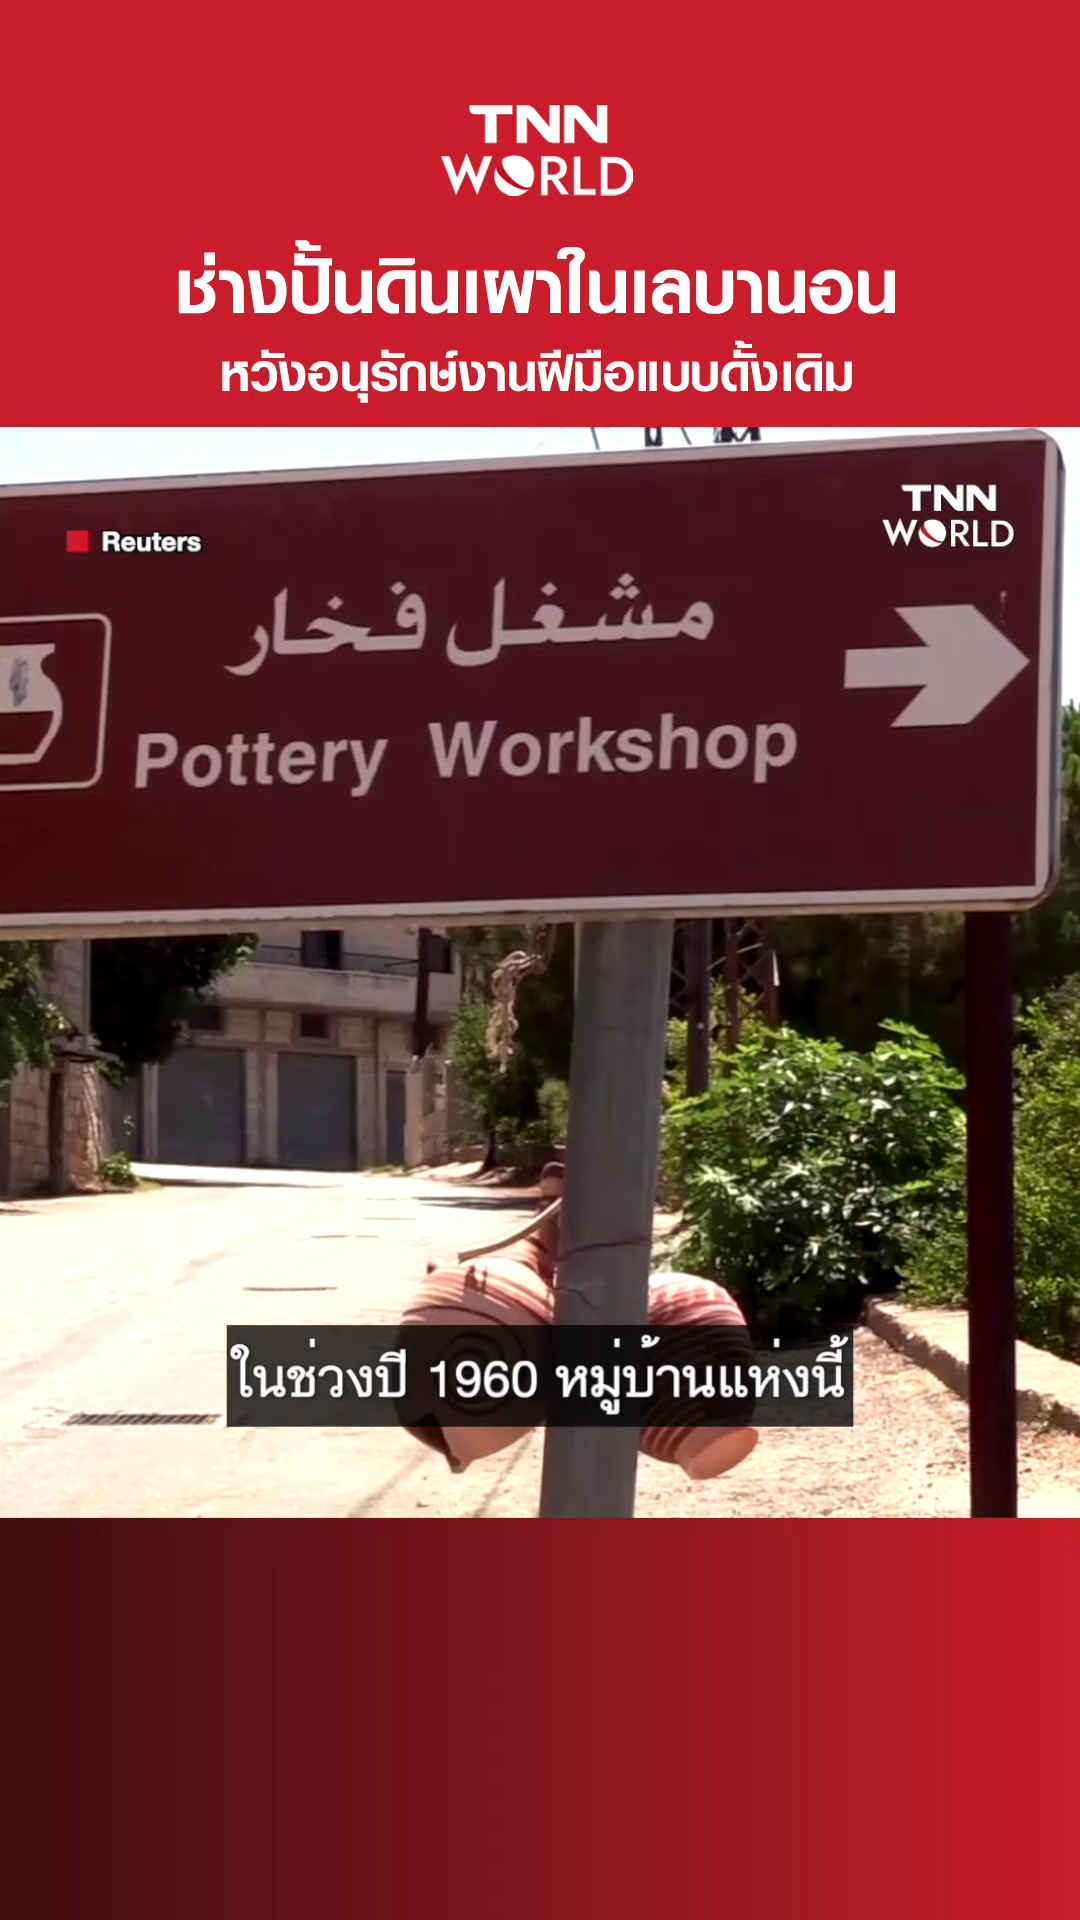 TNN
WORLD
ช่างปั้นดินเผาในเลบานอน
หวังอนุรักษ์งานฝีมือแบบดั้งเดิม
TNN
WORLD
Reuters
مشغل فخار
Pottery Workshop
ในช่วงปี 1960 หมู่บ้านแห่งนี้